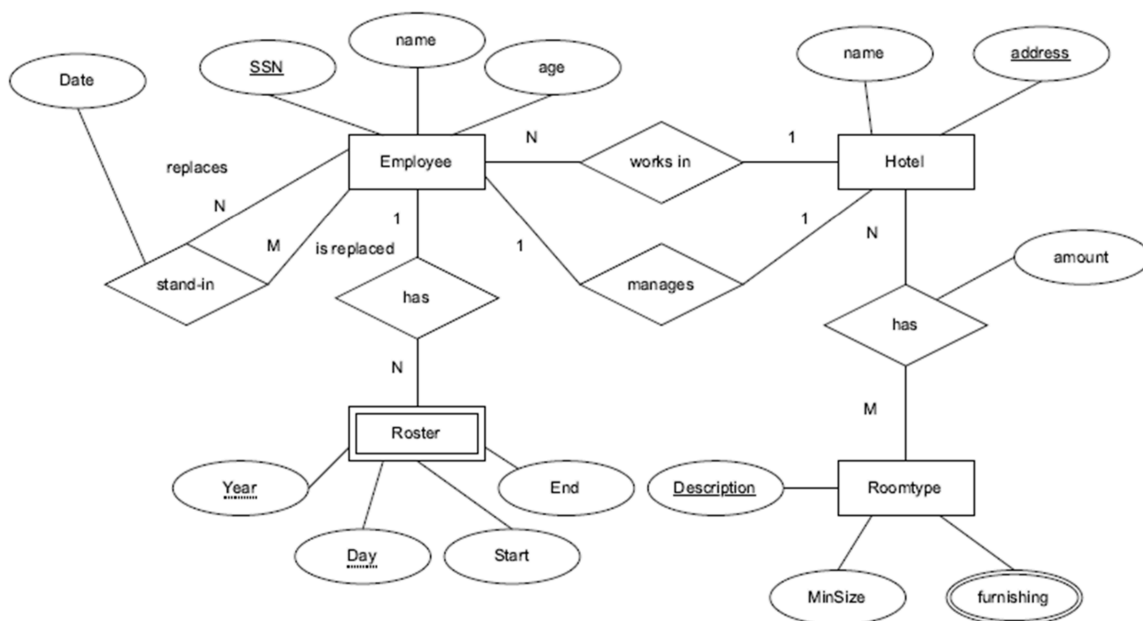 name
name
address
SSN
age
Date
N
1
Employee
works in
Hotel
replaces
N
1
is replaced
1
1
N
M
amount
stand-in
has
manages
has
N
M
Roster
Year
End
Description
Roomtype
Day
Start
MinSize
furnishing